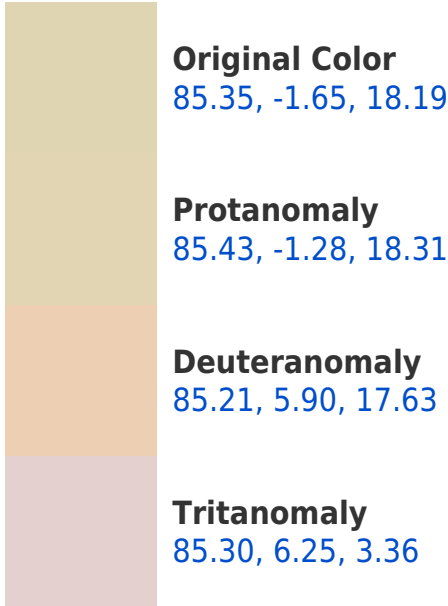 Original Color
85.35, -1.65, 18.19
Protanomaly
85.43, -1.28, 18.31
Deuteranomaly
85.21, 5.90, 17.63
Tritanomaly
85.30, 6.25, 3.36